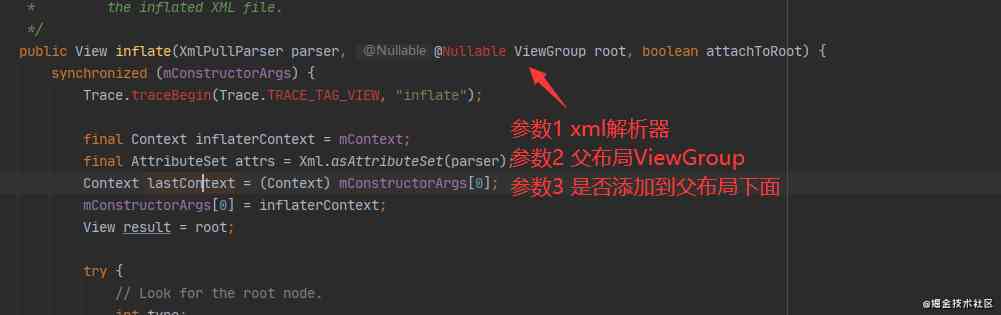 * the inflated XML file.
*/
public View inflate(XmlPullParser parser, @Nullable @Nullable ViewGroup root, boolean attachToRoot) {
synchronized (mConstructorArgs) {
Trace.traceBegin(Trace.TRACE_TAG_VIEW, "inflate");
final Context inflaterContext = mContext;
final AttributeSet attrs = Xml.asAttributeSet(parser);
Context lastContext = (Context) mConstructorArgs[0];
mConstructorArgs[0] = inflaterContext;
View result = root;
try {
// Look for the root node.
int type;
参数1 xml解析器
参数2 父布局ViewGroup
参数3 是否添加到父布局下面
@掘金技术社区